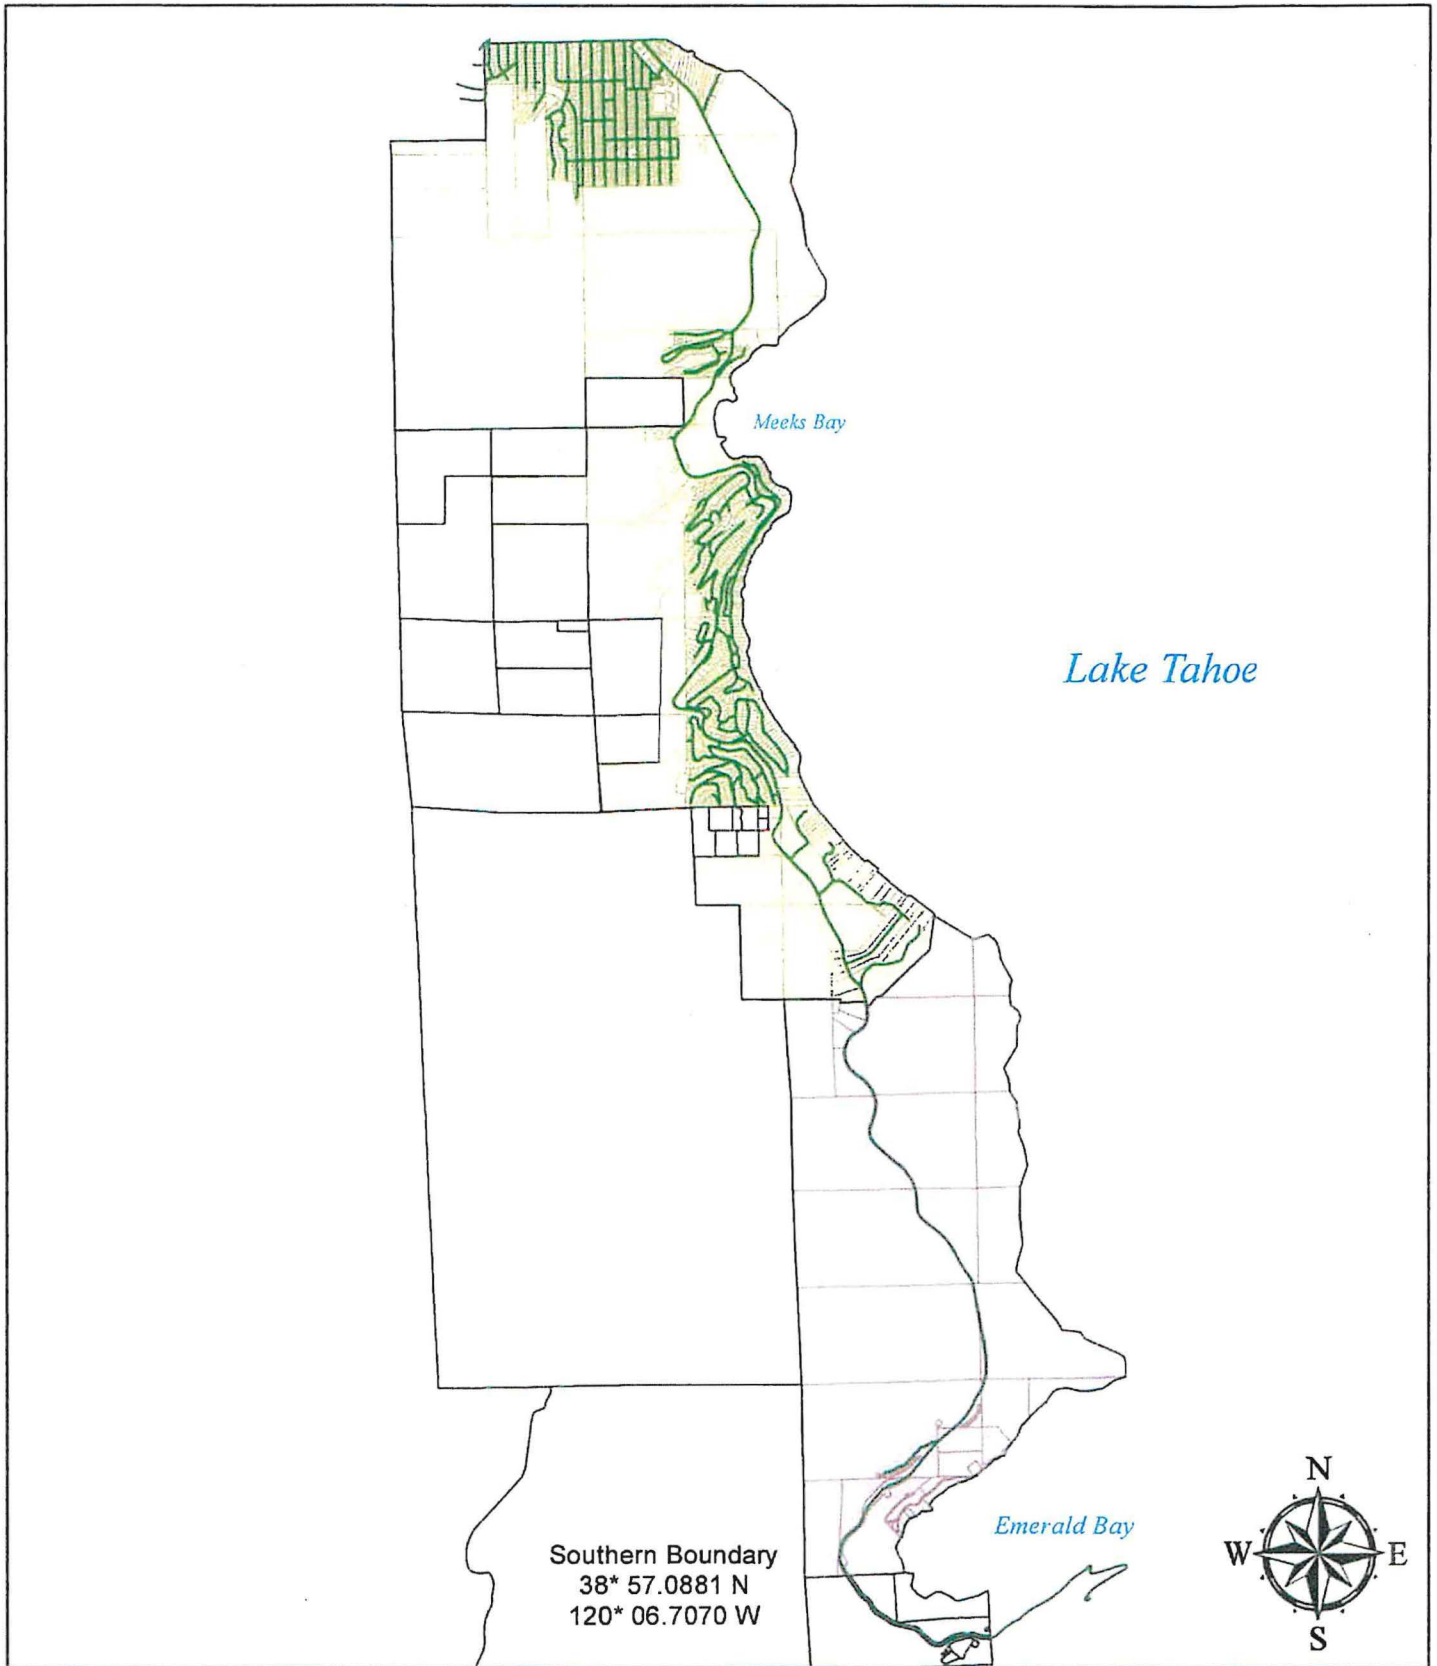 Meeks Bay
Lake Tahoe
Emerald Bay
Southern Boundary
38* 57.0881 N
120* 06.7070 W
N
W E
S